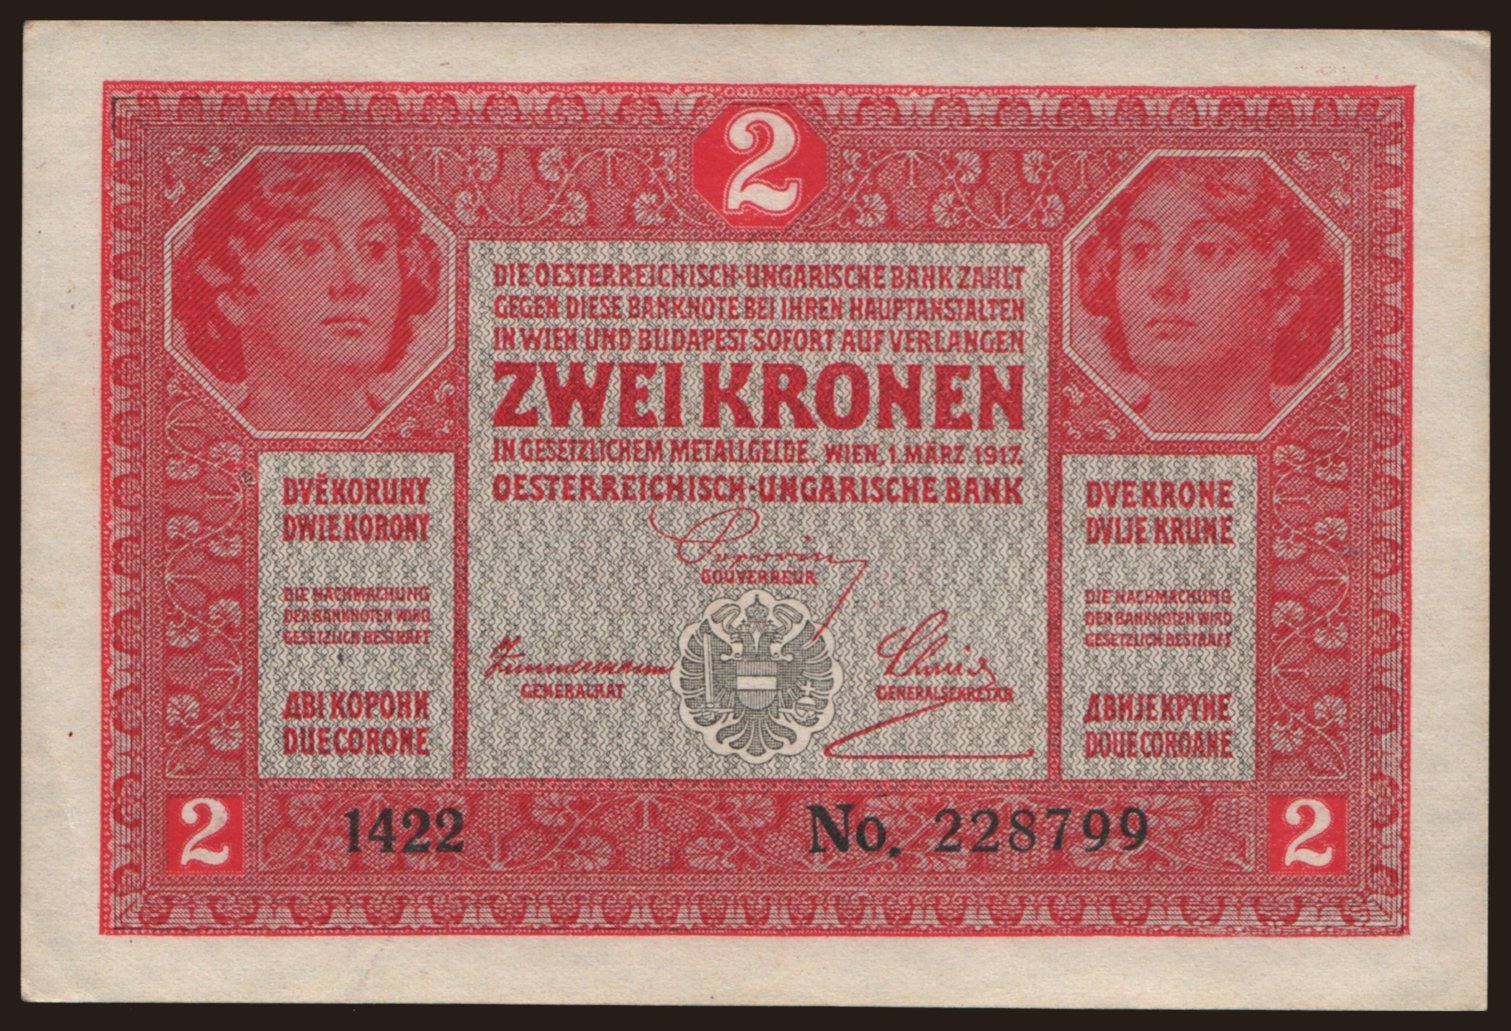 2
DIE OESTERREICHISCH-UNGARISCHE BANK ZAHLT
GEGEN DIESE BANKNOTE BEI IHREN HAUPTANSTALTEN
IN WIEN UND BUDAPEST SOFORT AUF VERLANGEN
ZWEI KRONEN
IN GESETZLICHEM METALLGELDE. WIEN, 1. MÄRZ 1917.
OESTERREICHISCH-UNGARISCHE BANK
GOUVERNEUR
GENERALRAT
GENERALSEKRETÄR
DVĚ KORUNY
DWIE KORONY
DIE NACHMACHUNG
DER BANKNOTEN WIRD
GESETZLICH BESTRAFT
ДВІ КОРОНИ
DUE CORONE
DVE KRONE
DVIJE KRUNE
DIE NACHMACHUNG
DER BANKNOTEN WIRD
GESETZLICH BESTRAFT
ДВИЈЕ КРУНЕ
DOUE COROANE
2 1422 No. 228799 2